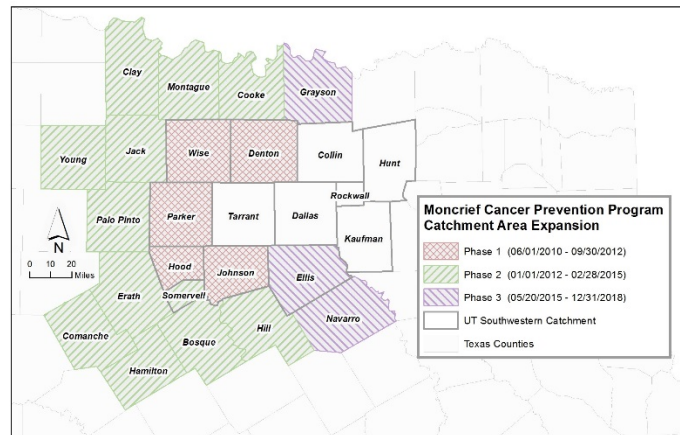 Clay
Montague
Cooke
Grayson
Young
Jack
Wise
Denton
Collin
Hunt
Rockwall
Palo Pinto
Parker
Tarrant
Dallas
Kaufman
N
0 10 20
Miles
Hood
Johnson
Ellis
Somervell
Erath
Navarro
Comanche
Bosque
Hill
Hamilton
Moncrief Cancer Prevention Program
Catchment Area Expansion
Phase 1 (06/01/2010 - 09/30/2012)
Phase 2 (01/01/2012 - 02/28/2015)
Phase 3 (05/20/2015 - 12/31/2018)
UT Southwestern Catchment
Texas Counties